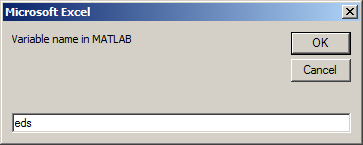 Microsoft Excel
Variable name in MATLAB
OK
Cancel
eds